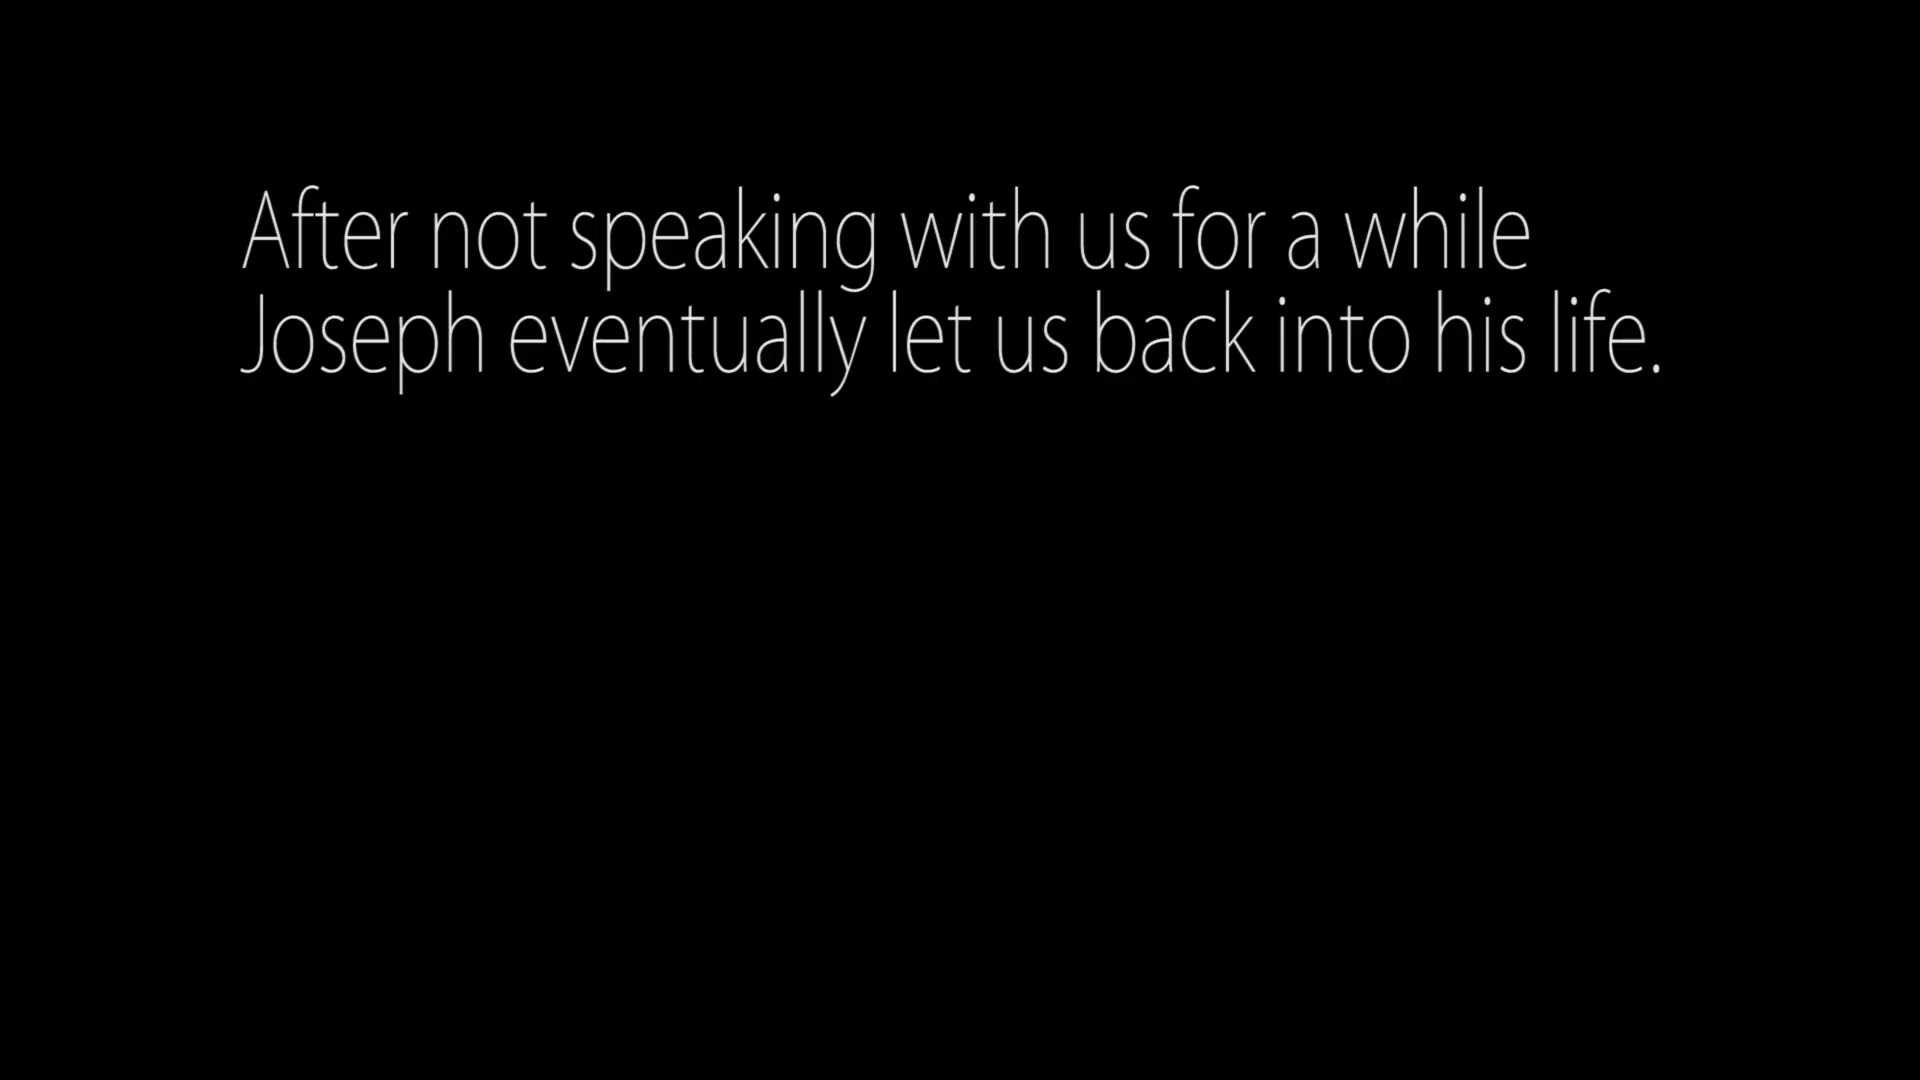 After not speaking with us for a while
Joseph eventually let us back into his life.